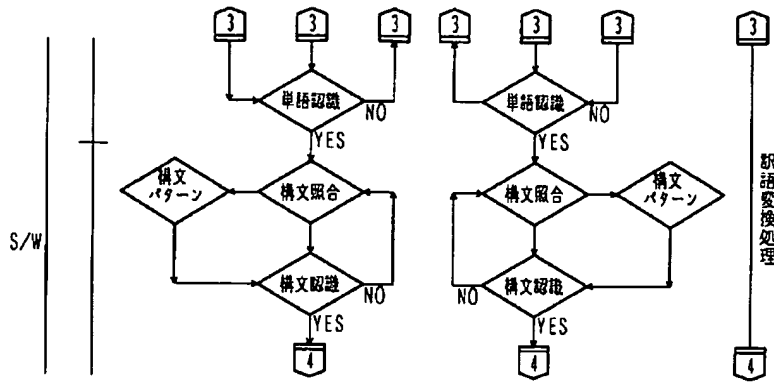 3 3 3 3 3 3 3
単語認識 単語認識
NO NO
YES YES
構文パターン 構文照合 構文照合 構文パターン
訳語変換処理
S/W
構文認識 構文認識
NO NO
YES YES
4 4 4